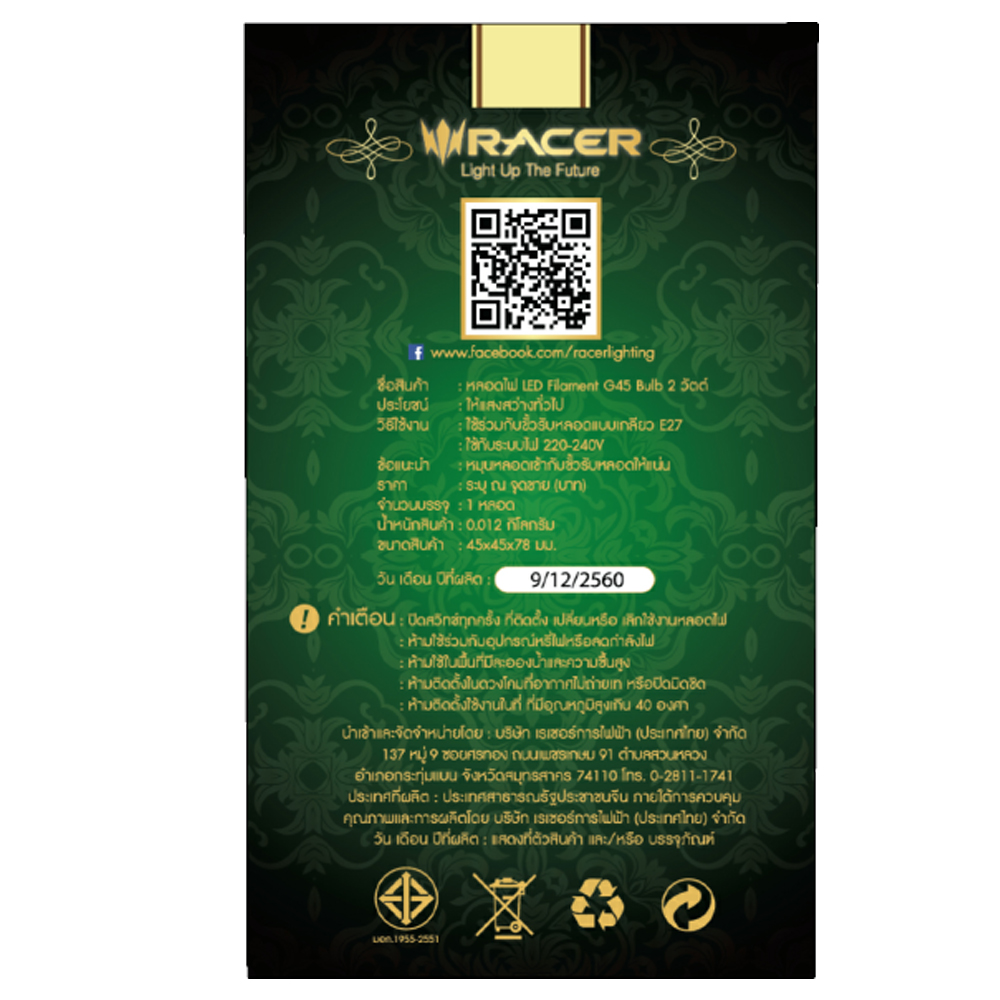 RACER
Light Up The Future
www.facebook.com/racerlighting
ชื่อสินค้า : หลอดไฟ LED Filament G45 Bulb 2 วัตต์
ประโยชน์ : ให้แสงสว่างทั่วไป
วิธีใช้งาน : ใช้ร่วมกับขั้วรับหลอดแบบเกลียว E27
: ใช้กับระบบไฟ 220-240V
ข้อแนะนำ : หมุนหลอดเข้ากับขั้วรับหลอดให้แน่น
ราคา : ระบุ ณ จุดขาย (บาท)
จำนวนบรรจุ : 1 หลอด
น้ำหนักสินค้า : 0.012 กิโลกรัม
ขนาดสินค้า : 45x45x78 มม.
วัน เดือน ปีที่ผลิต : 9/12/2560
! คำเตือน : ปิดสวิทช์ทุกครั้ง ที่ติดตั้ง เปลี่ยนหรือ เลิกใช้งานหลอดไฟ
: ห้ามใช้ร่วมกับอุปกรณ์หรี่ไฟหรือลดกำลังไฟ
: ห้ามใช้ในพื้นที่มีละอองน้ำและความชื้นสูง
: ห้ามติดตั้งในดวงโคมที่อากาศไม่ถ่ายเท หรือปิดมิดชิด
: ห้ามติดตั้งใช้งานในที่ ที่มีอุณหภูมิสูงเกิน 40 องศา
นำเข้าและจัดจำหน่ายโดย : บริษัท เรเซอร์การไฟฟ้า (ประเทศไทย) จำกัด
137 หมู่ 9 ซอยศรีทอง ถนนเพชรเกษม 91 ตำบลสวนหลวง
อำเภอกระทุ่มแบน จังหวัดสมุทรสาคร 74110 โทร. 0-2811-1741
ประเทศที่ผลิต : ประเทศสาธารณรัฐประชาชนจีน ภายใต้การควบคุม
คุณภาพและการผลิตโดย บริษัท เรเซอร์การไฟฟ้า (ประเทศไทย) จำกัด
วัน เดือน ปีที่ผลิต : แสดงที่ตัวสินค้า และ/หรือ บรรจุภัณฑ์
มอก.1955-2551